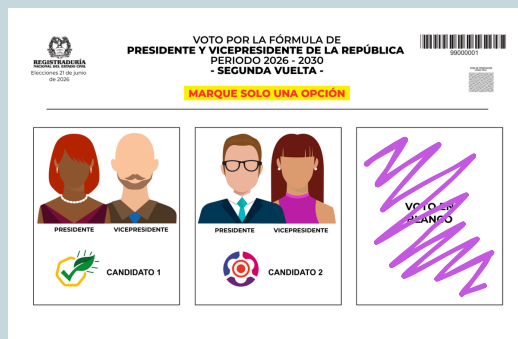 REGISTRADURÍA
NACIONAL DEL ESTADO CIVIL
Elecciones 21 de junio
de 2026
VOTO POR LA FÓRMULA DE
PRESIDENTE Y VICEPRESIDENTE DE LA REPÚBLICA
PERIODO 2026 - 2030
- SEGUNDA VUELTA -
MARQUE SOLO UNA OPCIÓN
99000001
PRESIDENTE VICEPRESIDENTE
CANDIDATO 1
PRESIDENTE VICEPRESIDENTE
CANDIDATO 2
VOTO EN
BLANCO